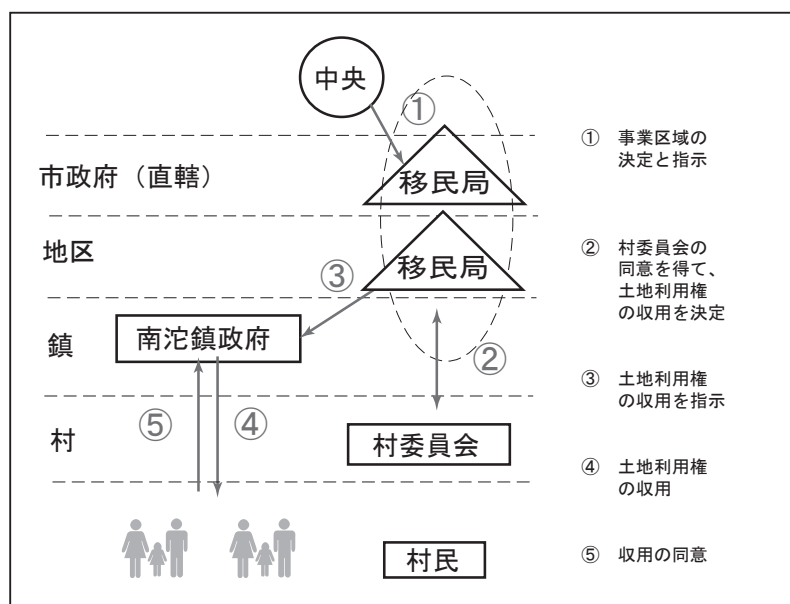 中央
①
市政府（直轄）
移民局
地区
移民局
③
鎮
南沱鎮政府
②
⑤
④
村
村委員会
村民
① 事業区域の
決定と指示
② 村委員会の
同意を得て、
土地利用権
の収用を決定
③ 土地利用権
の収用を指示
④ 土地利用権
の収用
⑤ 収用の同意